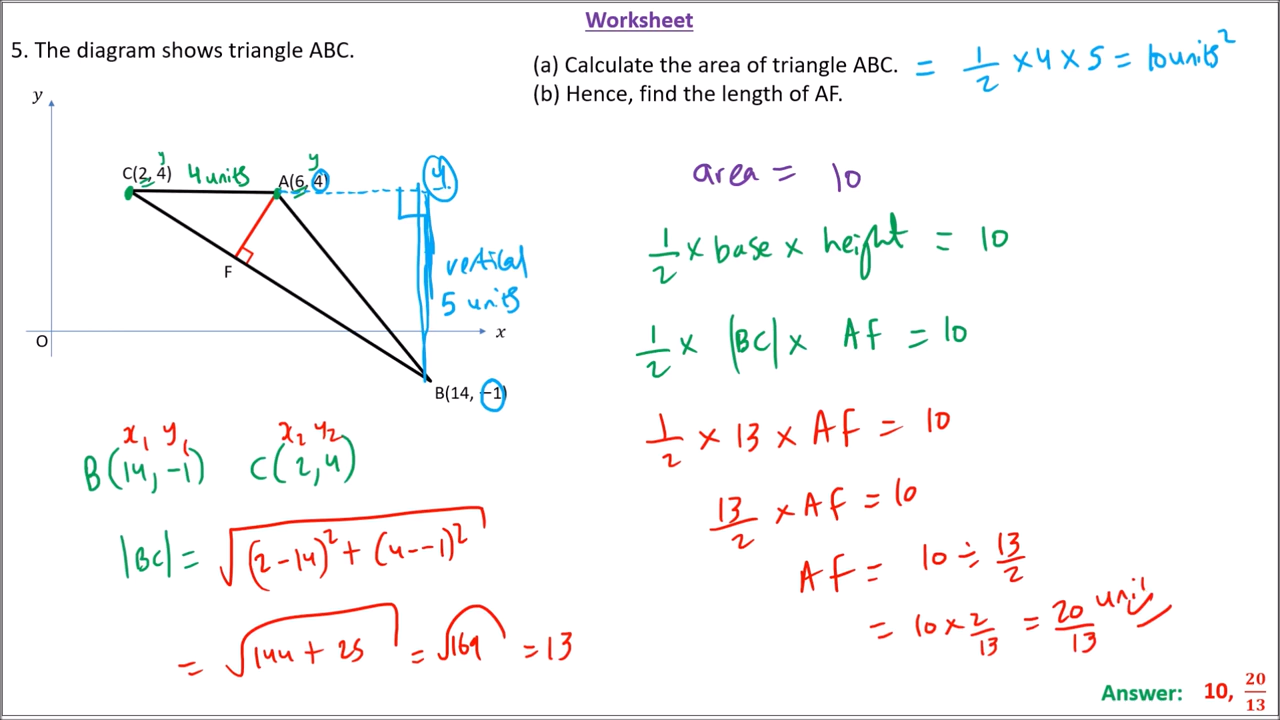 Worksheet
5. The diagram shows triangle ABC.
(a) Calculate the area of triangle ABC. = 1/2 × 4 × 5 = 10 units²
(b) Hence, find the length of AF.
y
C(2, 4)
y
4 units
A(6, 4)
y
4
F
vertical
5 units
O
x
B(14, −1)
area = 10
1/2 × base × height = 10
1/2 × |BC| × AF = 10
1/2 × 13 × AF = 10
13/2 × AF = 10
AF = 10 ÷ 13/2
= 10 × 2/13 = 20/13 units
x₁ y₁ x₂ y₂
B(14, -1) C(2, 4)
|BC| = √(2-14)² + (4--1)²
= √144 + 25 = √169 = 13
Answer: 10, 20/13